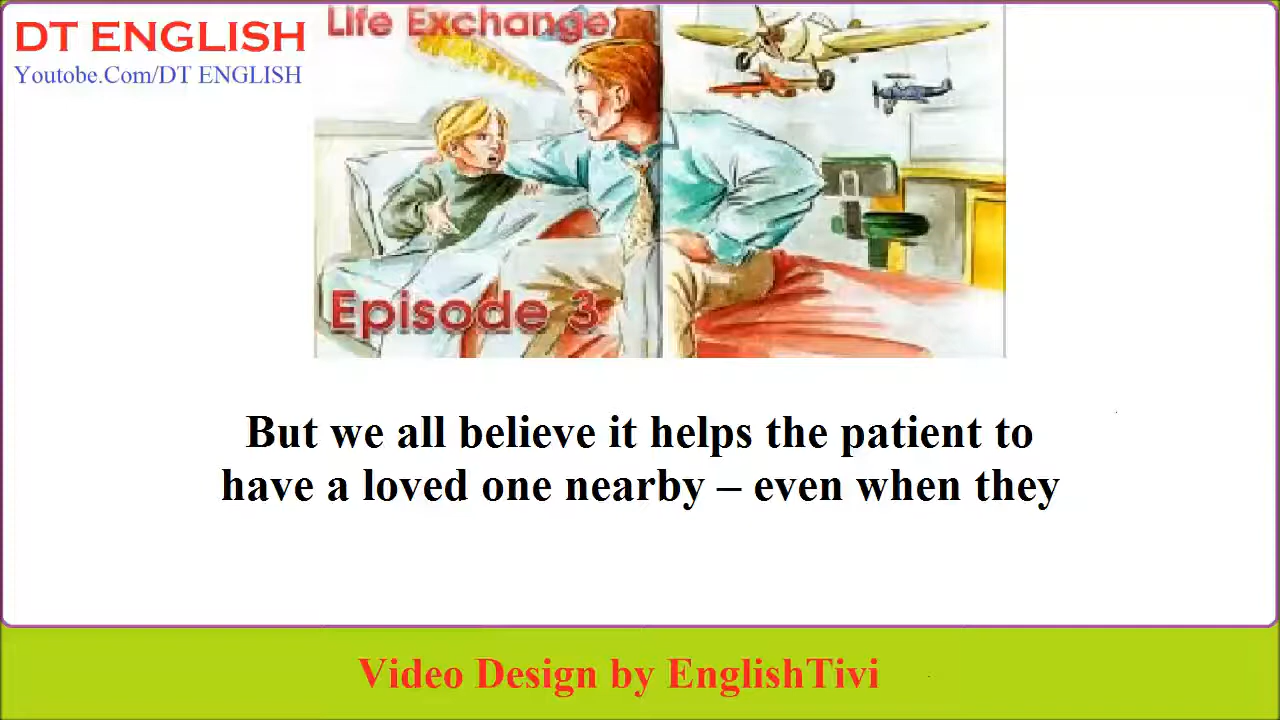 DT ENGLISH
Youtobe.Com/DT ENGLISH
Life Exchange
Episode 3
But we all believe it helps the patient to
have a loved one nearby – even when they
Video Design by EnglishTivi